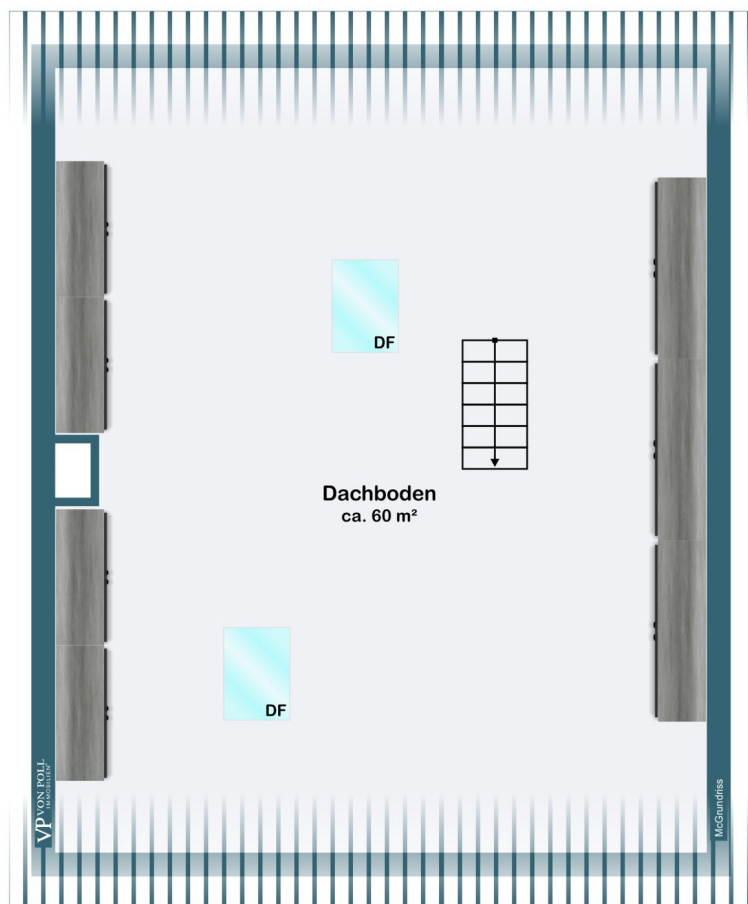 DF
Dachboden
ca. 60 m²
DF
VP VON POLL
IMMOBILIEN®
McGrundriss